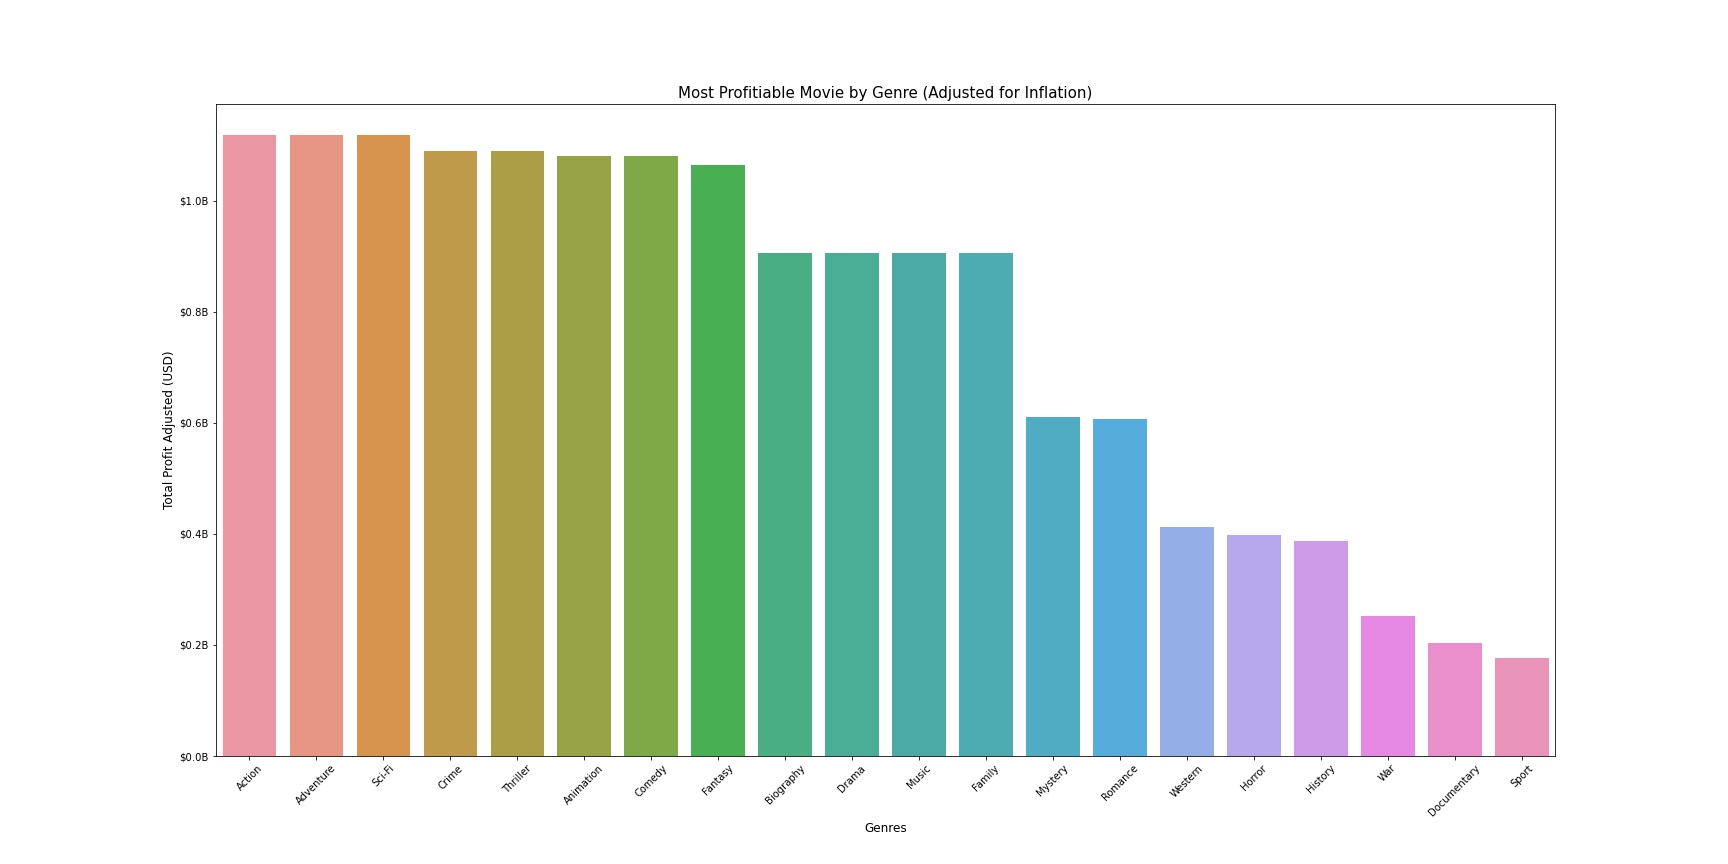 Most Profitiable Movie by Genre (Adjusted for Inflation)
Total Profit Adjusted (USD)
$1.0B
$0.8B
$0.6B
$0.4B
$0.2B
$0.0B
Action
Adventure
Sci-Fi
Crime
Thriller
Animation
Comedy
Fantasy
Biography
Drama
Music
Family
Mystery
Romance
Western
Horror
History
War
Documentary
Sport
Genres